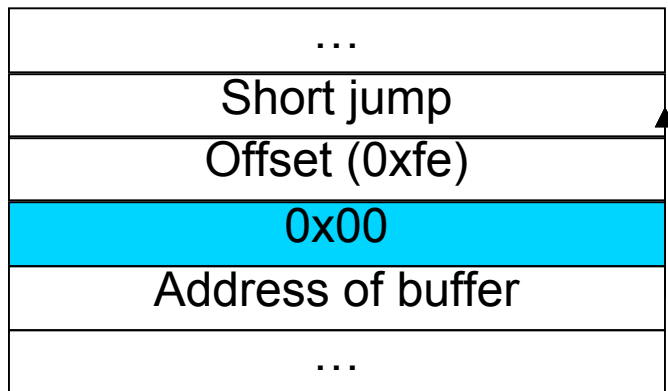 …
Short jump
Offset (0xfe)
0x00
Address of buffer
…